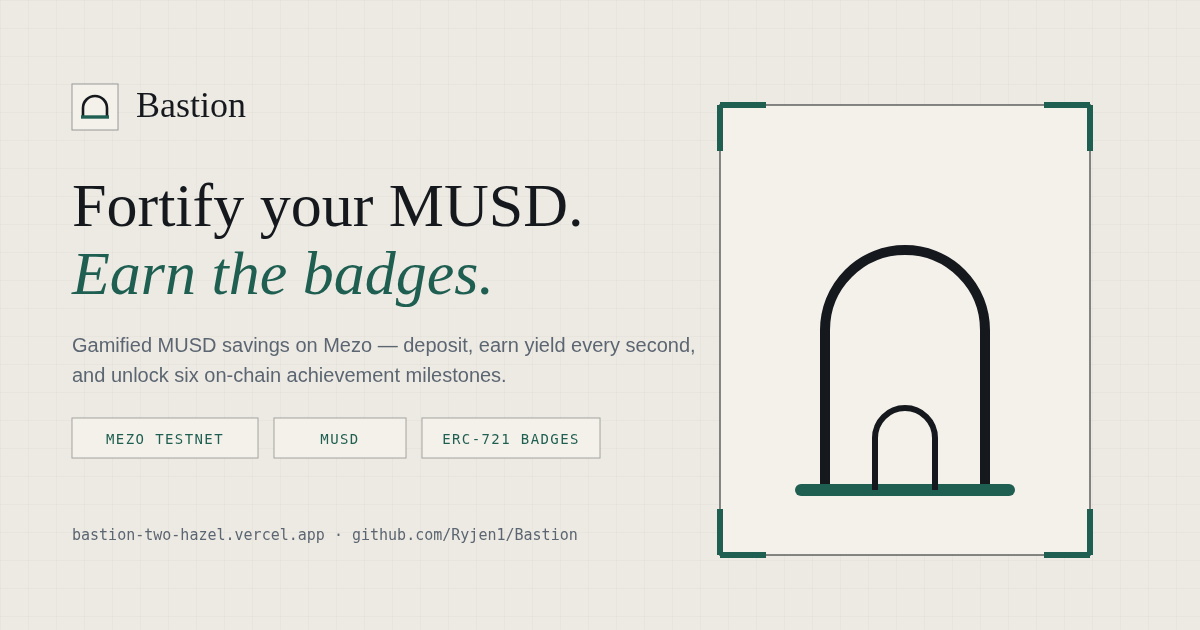 Bastion
Fortify your MUSD.
Earn the badges.
Gamified MUSD savings on Mezo — deposit, earn yield every second,
and unlock six on-chain achievement milestones.
MEZO TESTNET
MUSD
ERC-721 BADGES
bastion-two-hazel.vercel.app · github.com/Ryjen1/Bastion